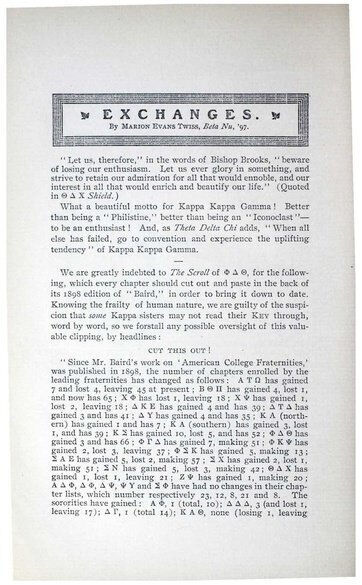 EXCHANGES.
By Marion Evans Twiss, Beta Nu, '97.
"Let us, therefore," in the words of Bishop Brooks, "beware
of losing our enthusiasm. Let us ever glory in something, and
strive to retain our admiration for all that would ennoble, and our
interest in all that would enrich and beautify our life." (Quoted
in Θ Δ Χ Shield.)
What a beautiful motto for Kappa Kappa Gamma! Better
than being a "Philistine," better than being an "Iconoclast"—
to be an enthusiast! And, as Theta Delta Chi adds, "When all
else has failed, go to convention and experience the uplifting
tendency" of Kappa Kappa Gamma.
We are greatly indebted to The Scroll of Φ Δ Θ, for the follow-
ing, which every chapter should cut out and paste in the back of
its 1898 edition of "Baird," in order to bring it down to date.
Knowing the frailty of human nature, we are guilty of the suspi-
cion that some Kappa sisters may not read their Key through,
word by word, so we forstall any possible oversight of this valu-
able clipping, by headlines:
CUT THIS OUT!
"Since Mr. Baird's work on 'American College Fraternities,'
was published in 1898, the number of chapters enrolled by the
leading fraternities has changed as follows: Α Τ Ω has gained
7 and lost 4, leaving 45 at present; Β Θ Π has gained 4, lost 1,
and now has 65; Χ Φ has lost 1, leaving 18; Χ Ψ has gained 1,
lost 2, leaving 18; Δ Κ Ε has gained 4 and has 39; Δ Τ Δ has
gained 3 and has 41; Δ Υ has gained 4 and has 35; Κ Α (north-
ern) has gained 1 and has 7; Κ Α (southern) has gained 3, lost
1, and has 39; Κ Σ has gained 10, lost 5, and has 52; Φ Δ Θ has
gained 3 and has 66; Φ Γ Δ has gained 7, making 51; Φ Κ Ψ has
gained 2, lost 3, leaving 37; Φ Σ Κ has gained 5, making 13;
Σ Α Ε has gained 5, lost 2, making 57; Σ Χ has gained 2, lost 1,
making 51; Σ Ν has gained 5, lost 3, making 42; Θ Δ Χ has
gained 1, lost 1, leaving 21; Ζ Ψ has gained 1, making 20;
Α Δ Φ, Δ Φ, Δ Ψ, Ψ Υ and Σ Φ have had no changes in their chap-
ter lists, which number respectively 23, 12, 8, 21 and 8. The
sororities have gained: Α Φ, 1 (total, 10); Δ Δ Δ, 3 (and lost 1,
leaving 17); Δ Γ, 1 (total 14); Κ Α Θ, none (losing 1, leaving